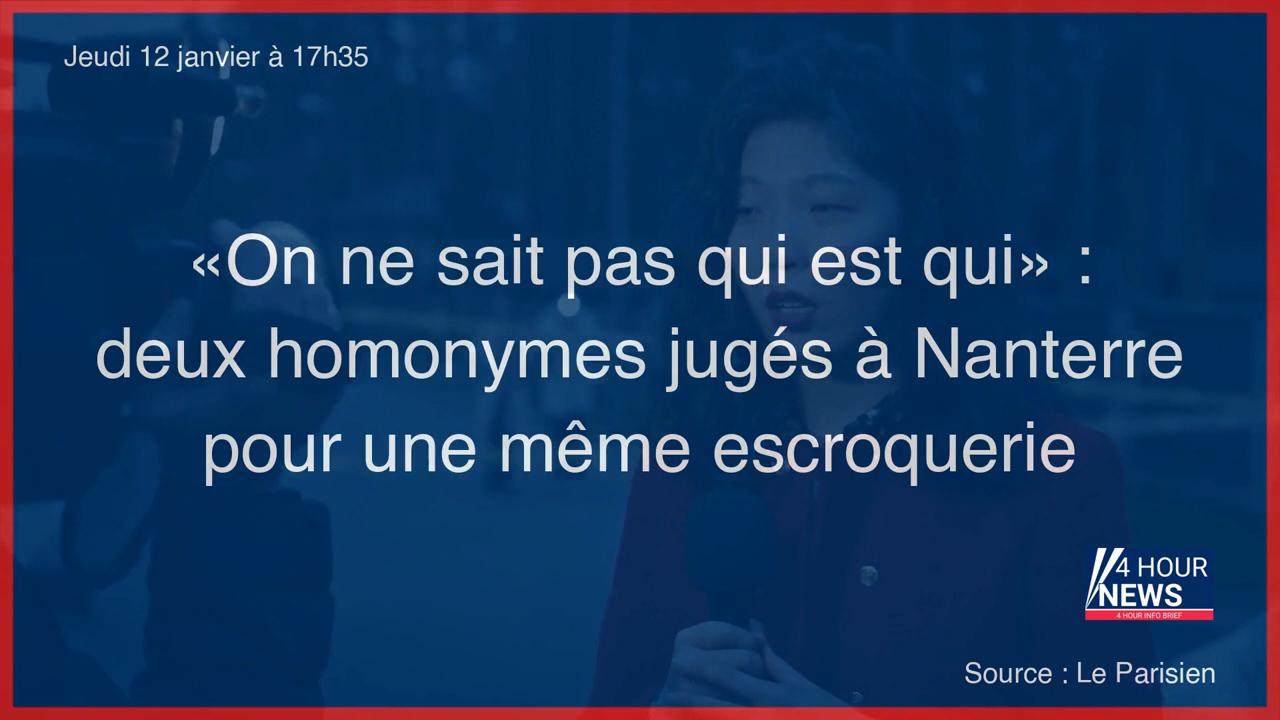 Jeudi 12 janvier à 17h35
«On ne sait pas qui est qui» :
deux homonymes jugés à Nanterre
pour une même escroquerie
4 HOUR
NEWS
4 HOUR INFO BRIEF
Source : Le Parisien